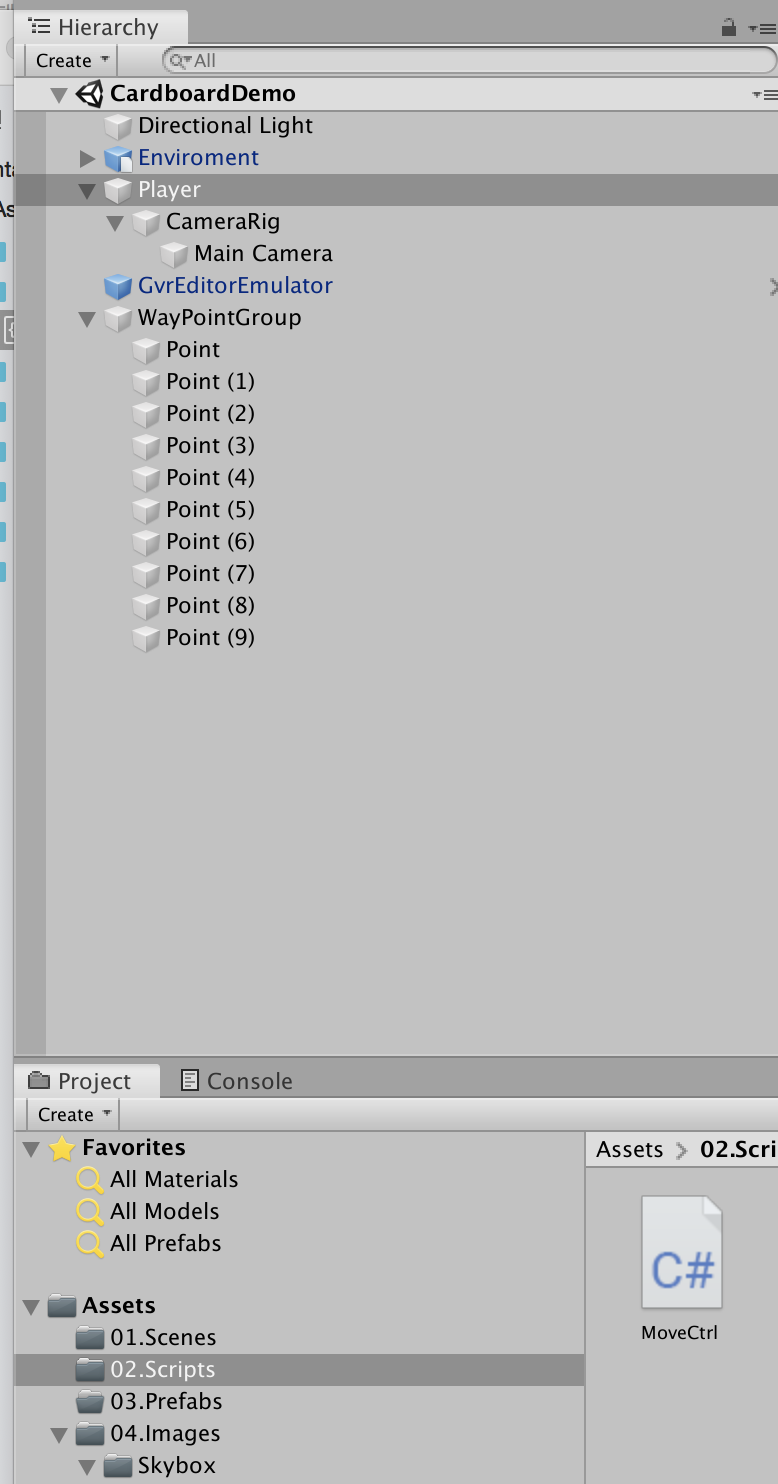 Hierarchy
Create
All
CardboardDemo
Directional Light
Enviroment
Player
CameraRig
Main Camera
GvrEditorEmulator
WayPointGroup
Point
Point (1)
Point (2)
Point (3)
Point (4)
Point (5)
Point (6)
Point (7)
Point (8)
Point (9)
Project
Console
Create
Favorites
All Materials
All Models
All Prefabs
Assets
01.Scenes
02.Scripts
03.Prefabs
04.Images
Skybox
Assets
02.Scri
C#
MoveCtrl